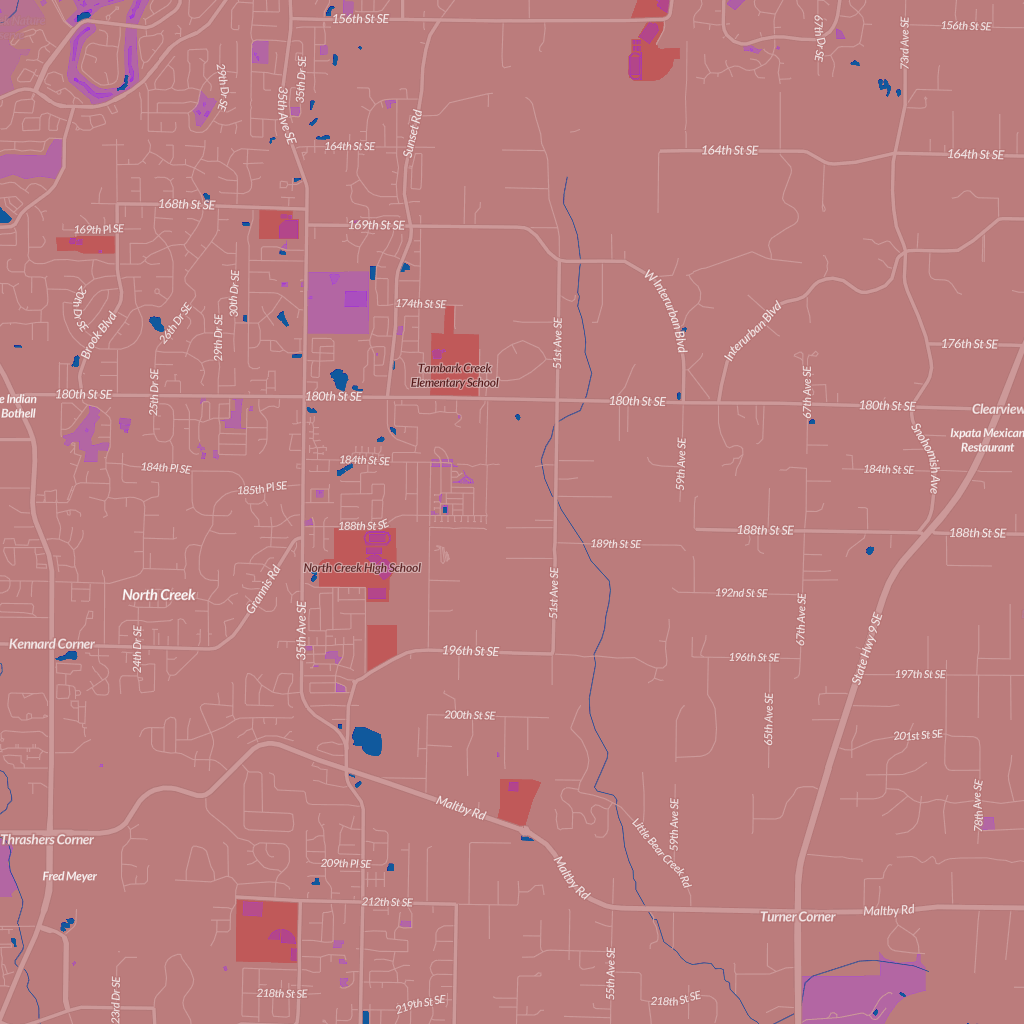 156th St SE
67th Dr SE
73rd Ave SE
156th St SE
29th Dr SE
35th Dr SE
35th Ave SE
Sunset Rd
164th St SE
164th St SE
164th St SE
168th St SE
169th Pl SE
169th St SE
20th Dr SE
Brook Blvd
26th Dr SE
30th Dr SE
29th Dr SE
174th St SE
W Interurban Blvd
Interurban Blvd
51st Ave SE
176th St SE
Tambark Creek
Elementary School
e Indian
Bothell
180th St SE
25th Dr SE
180th St SE
180th St SE
67th Ave SE
180th St SE
Clearview
Ixpata Mexican
Restaurant
Snohomish Ave
184th Pl SE
184th St SE
59th Ave SE
184th St SE
185th Pl SE
188th St SE
188th St SE
188th St SE
189th St SE
North Creek High School
Grannis Rd
North Creek
51st Ave SE
192nd St SE
67th Ave SE
State Hwy 9 SE
35th Ave SE
Kennard Corner
24th Dr SE
196th St SE
196th St SE
197th St SE
200th St SE
65th Ave SE
201st St SE
Maltby Rd
78th Ave SE
Thrashers Corner
Little Bear Creek Rd
59th Ave SE
209th Pl SE
Maltby Rd
Fred Meyer
212th St SE
Turner Corner
Maltby Rd
55th Ave SE
23rd Dr SE
218th St SE
219th St SE
218th St SE